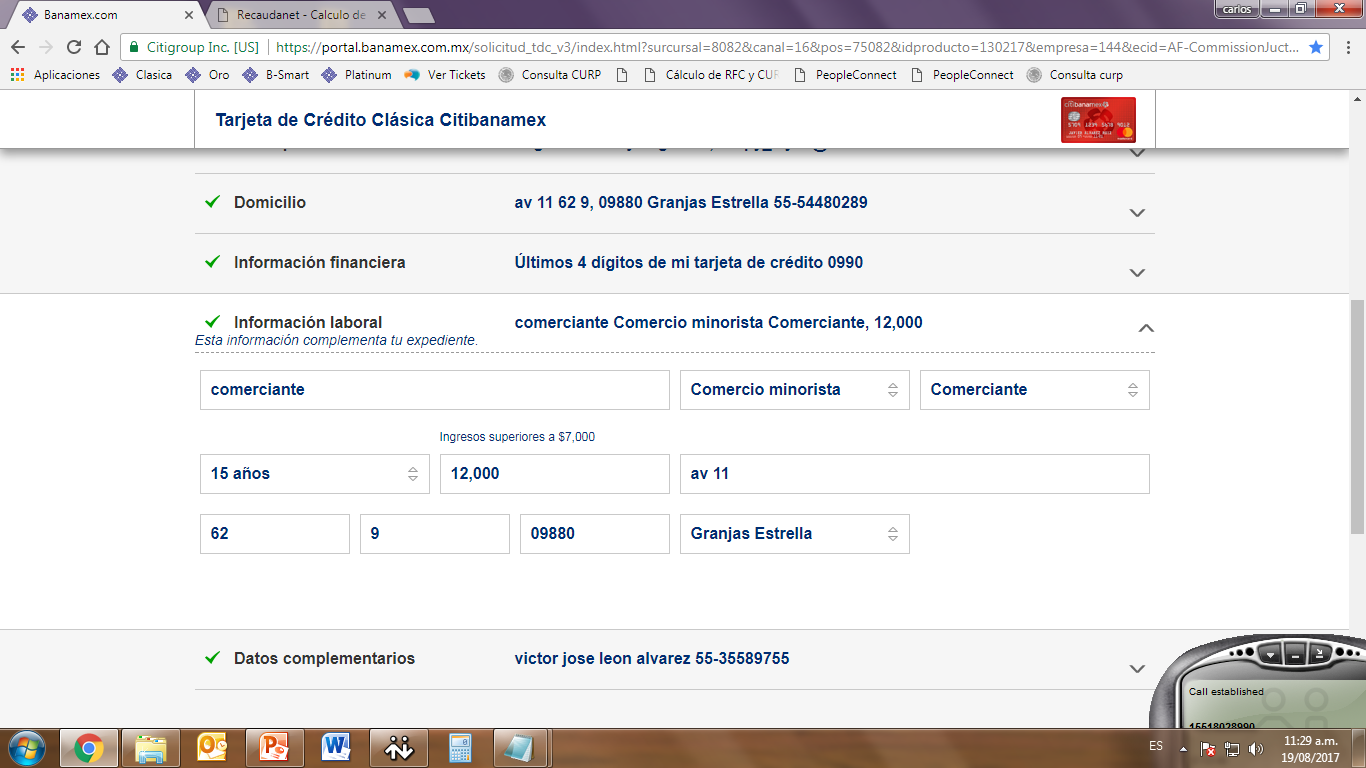 Banamex.com
Recaudanet - Calculo de
carlos
Citigroup Inc. [US] https://portal.banamex.com.mx/solicitud_tdc_v3/index.html?surcursal=8082&canal=16&pos=75082&idproducto=130217&empresa=144&ecid=AF-CommissionJuct...
Aplicaciones Clasica Oro B-Smart Platinum Ver Tickets Consulta CURP Cálculo de RFC y CUR PeopleConnect PeopleConnect Consulta curp
Tarjeta de Crédito Clásica Citibanamex
citibanamex
Domicilio av 11 62 9, 09880 Granjas Estrella 55-54480289
Información financiera Últimos 4 dígitos de mi tarjeta de crédito 0990
Información laboral comerciante Comercio minorista Comerciante, 12,000
Esta información complementa tu expediente.
comerciante Comercio minorista Comerciante
Ingresos superiores a $7,000
15 años 12,000 av 11
62 9 09880 Granjas Estrella
Datos complementarios victor jose leon alvarez 55-35589755
Call established
15518028990
ES
11:29 a.m.
19/08/2017